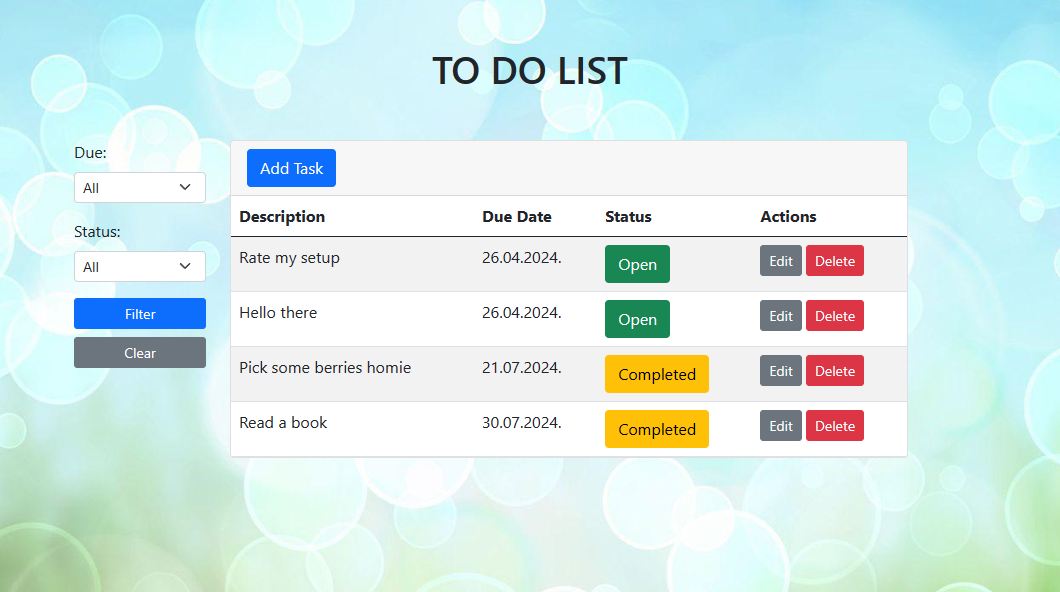 TO DO LIST
Due:
All
Status:
All
Filter
Clear
Add Task
Description Due Date Status Actions
Rate my setup 26.04.2024. Open Edit Delete
Hello there 26.04.2024. Open Edit Delete
Pick some berries homie 21.07.2024. Completed Edit Delete
Read a book 30.07.2024. Completed Edit Delete